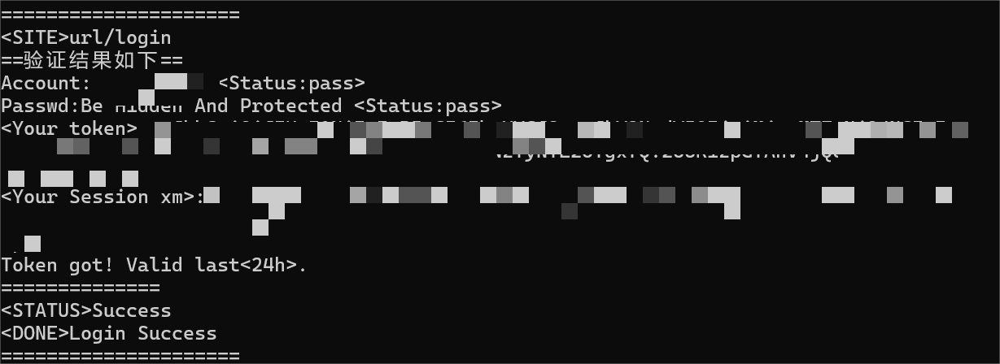 =====================
<SITE>url/login
==验证结果如下==
Account: <Status:pass>
Passwd:Be Hidden And Protected <Status:pass>
<Your token>
<Your Session xm>:
Token got! Valid last<24h>.
==============
<STATUS>Success
<DONE>Login Success
=====================